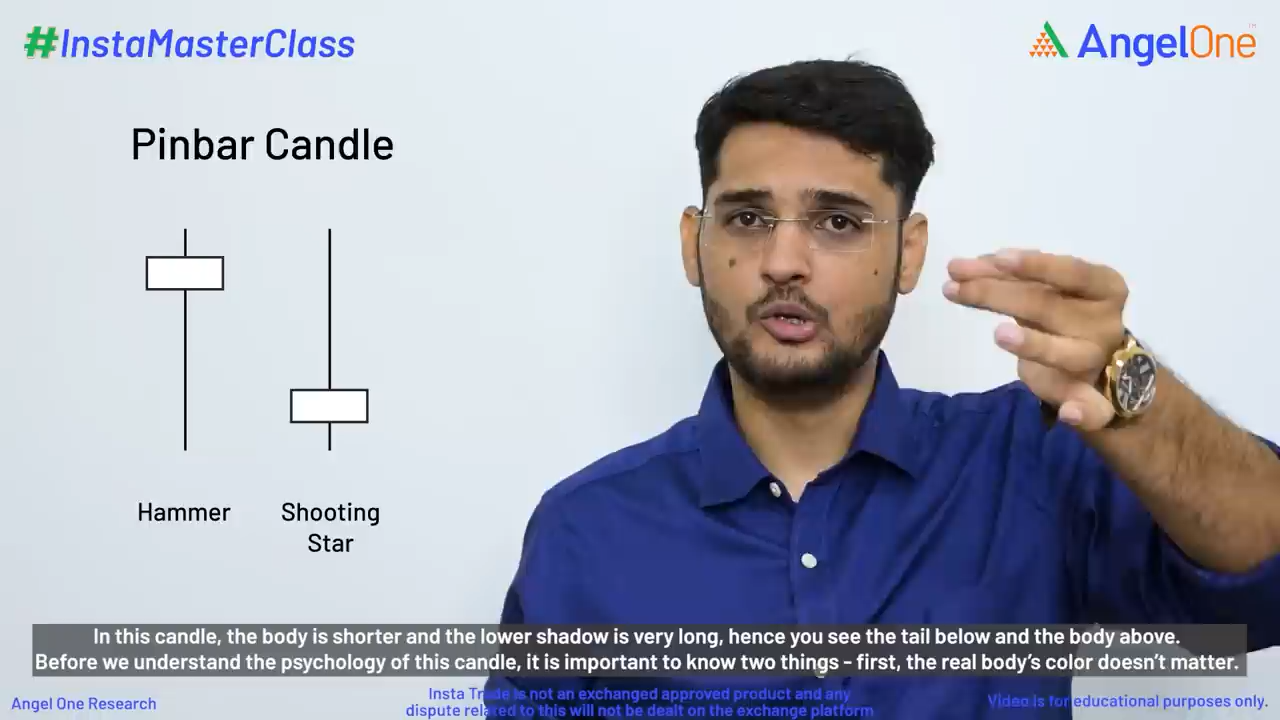 #InstaMasterClass
AngelOne
Pinbar Candle
Hammer
Shooting
Star
In this candle, the body is shorter and the lower shadow is very long, hence you see the tail below and the body above.
Before we understand the psychology of this candle, it is important to know two things - first, the real body's color doesn't matter.
Angel One Research
Insta Trade is not an exchanged approved product and any
dispute related to this will not be dealt on the exchange platform
Video is for educational purposes only.